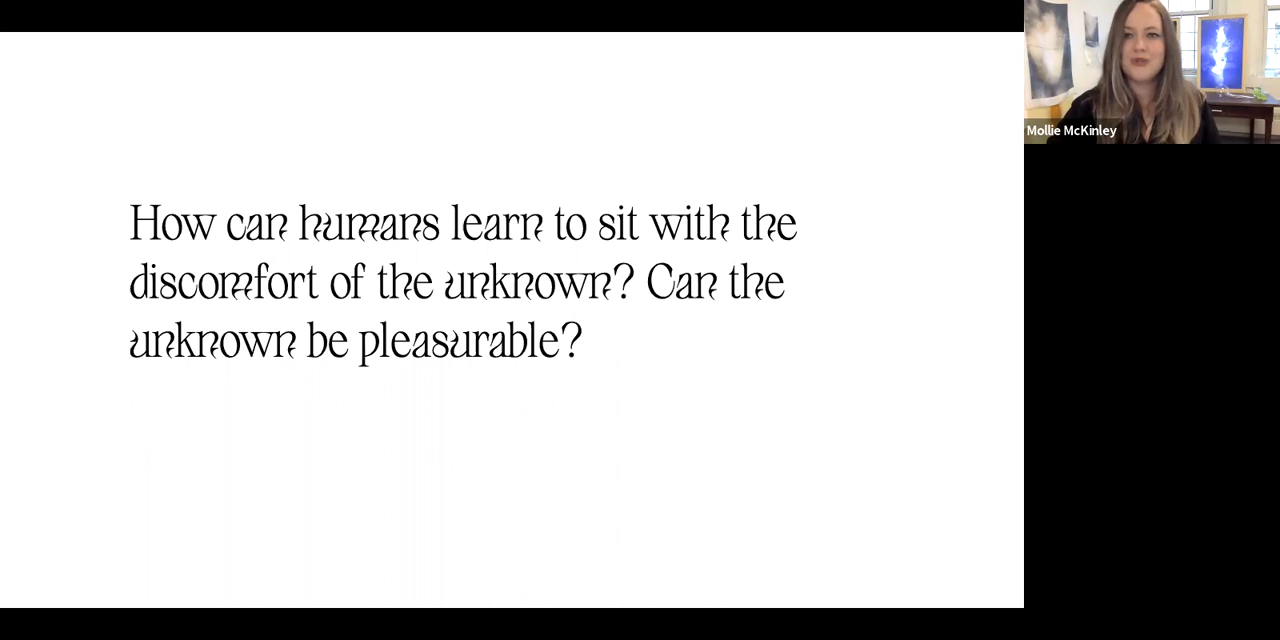 How can humans learn to sit with the
discomfort of the unknown? Can the
unknown be pleasurable?
Mollie McKinley